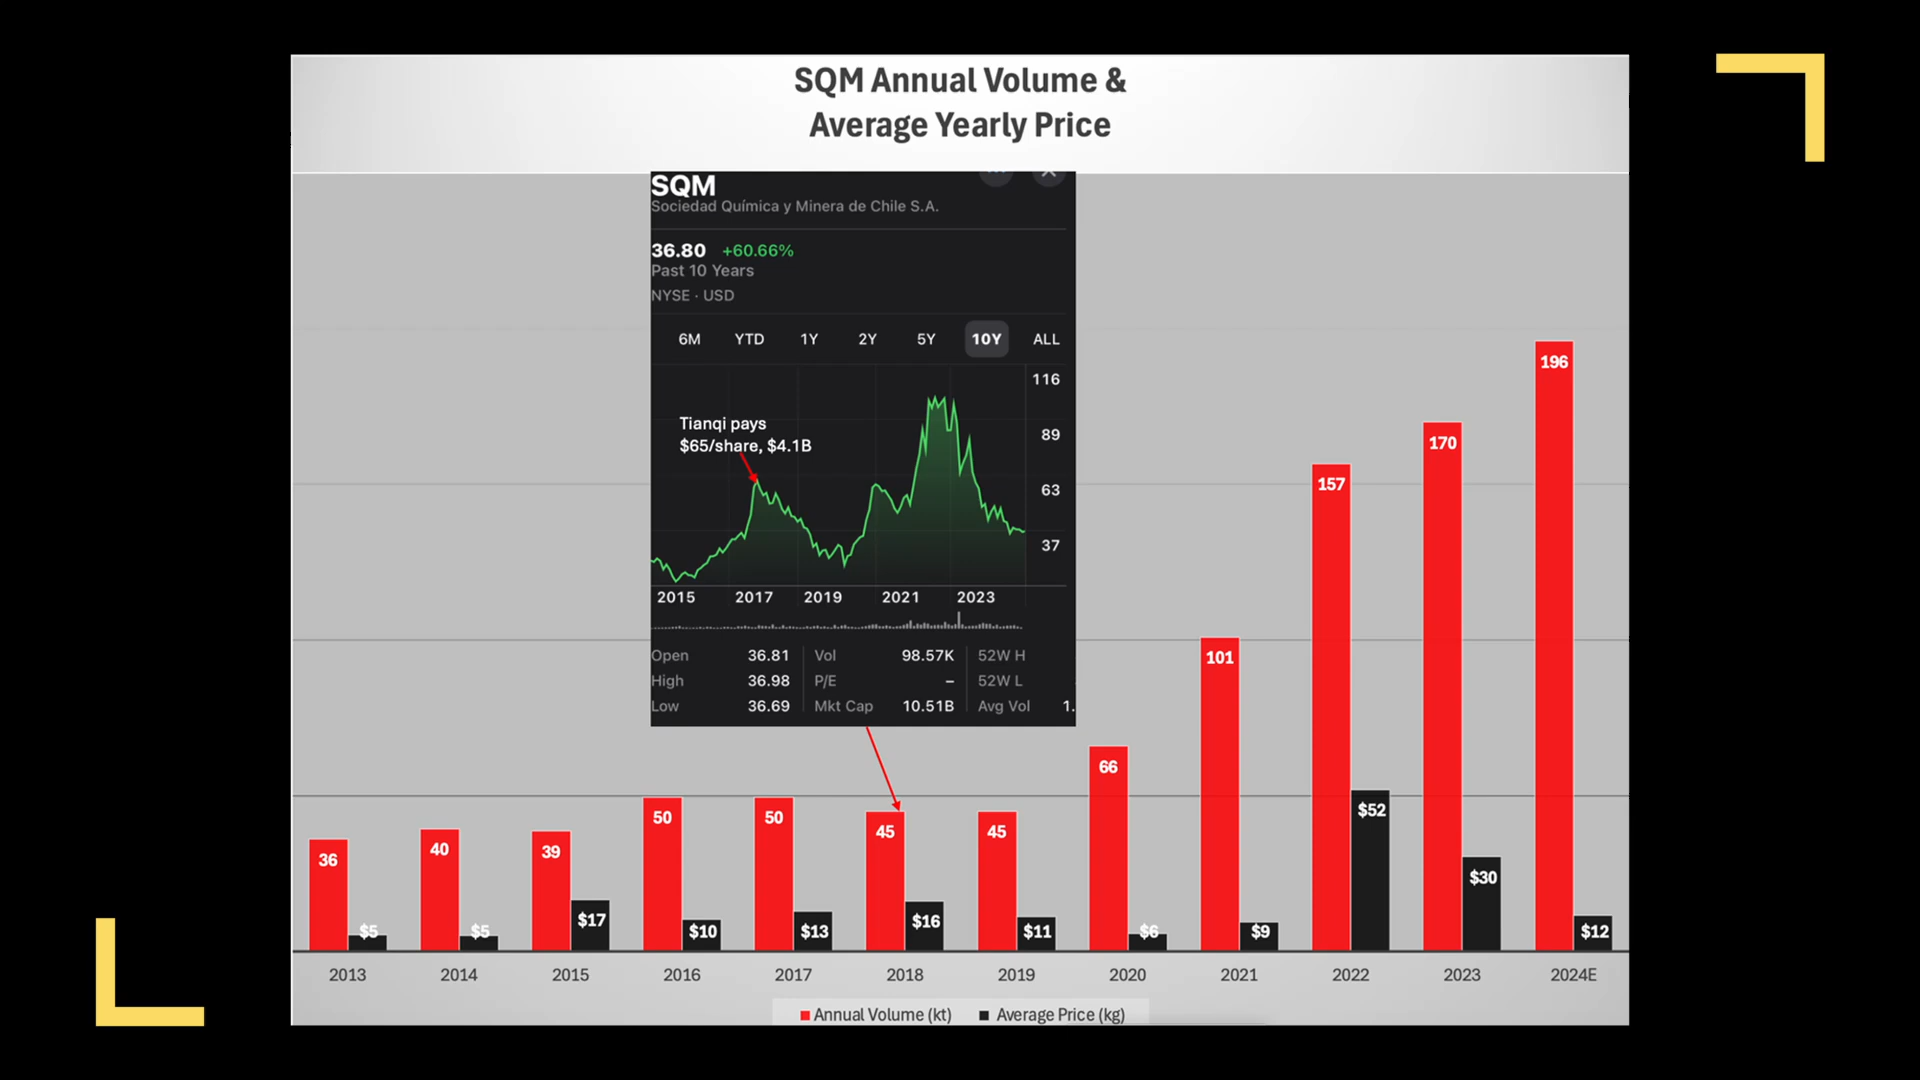 SQM Annual Volume &
Average Yearly Price
SQM
Sociedad Química y Minera de Chile S.A.
36.80 +60.66%
Past 10 Years
NYSE · USD
6M YTD 1Y 2Y 5Y 10Y ALL
116
Tianqi pays
$65/share, $4.1B
89
63
37
2015 2017 2019 2021 2023
Open 36.81 Vol 98.57K 52W H
High 36.98 P/E – 52W L
Low 36.69 Mkt Cap 10.51B Avg Vol 1.
36 40 39 50 50 45 45 66 101 157 170 196
$5 $5 $17 $10 $13 $16 $11 $6 $9 $52 $30 $12
2013 2014 2015 2016 2017 2018 2019 2020 2021 2022 2023 2024E
Annual Volume (kt) Average Price (kg)